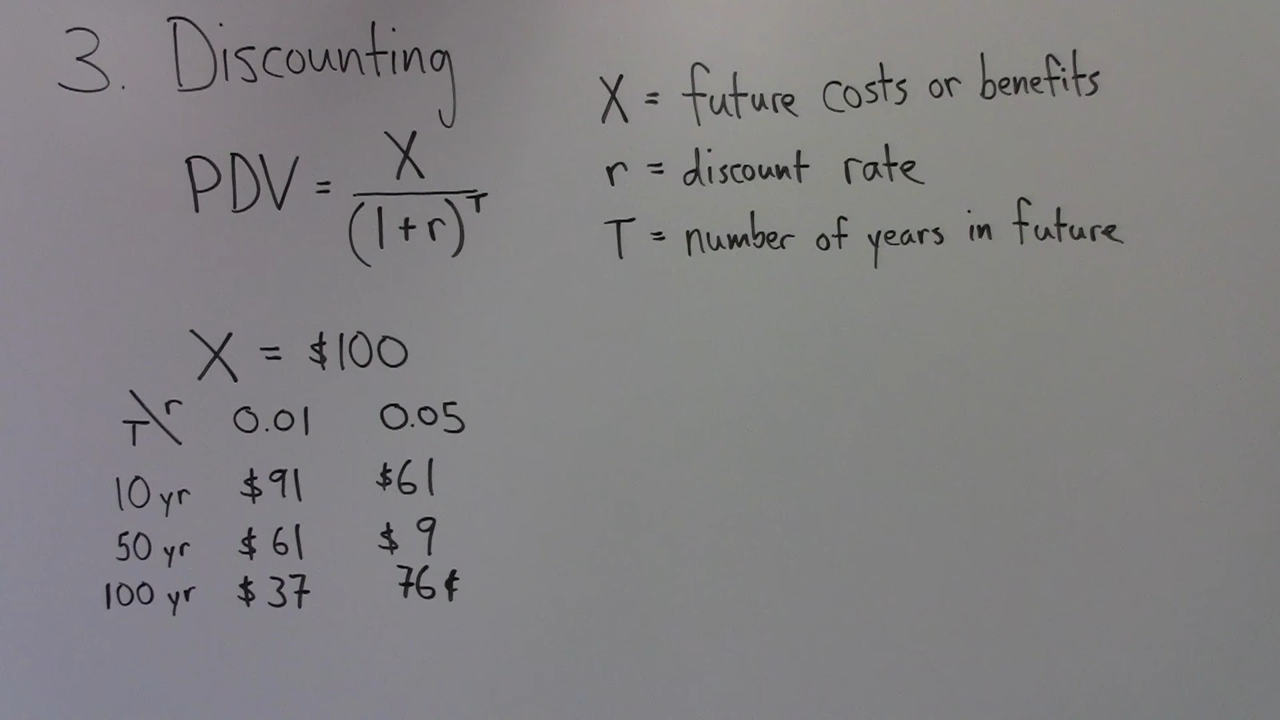 3. Discounting
PDV = X / (1+r)^T
X = future costs or benefits
r = discount rate
T = number of years in future
X = $100
T\r 0.01 0.05
10 yr $91 $61
50 yr $61 $9
100 yr $37 76¢